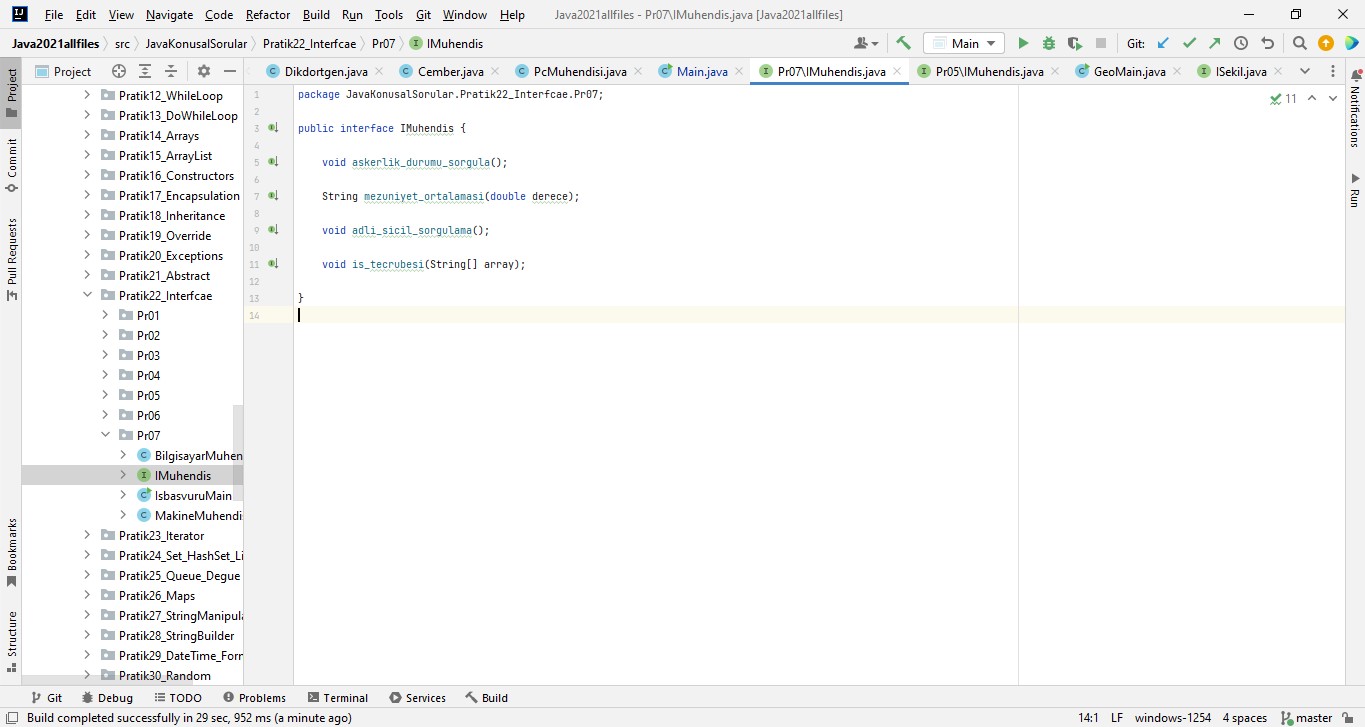 File Edit View Navigate Code Refactor Build Run Tools Git Window Help Java2021allfiles - Pr07\IMuhendis.java [Java2021allfiles]
Java2021allfiles src JavaKonusalSorular Pratik22_Interfcae Pr07 IMuhendis Main Git:
Project
Dikdortgen.java Cember.java PcMuhendisi.java Main.java Pr07\IMuhendis.java Pr05\IMuhendis.java GeoMain.java ISekil.java
Project
Commit
Pull Requests
Bookmarks
Structure
Pratik12_WhileLoop
Pratik13_DoWhileLoop
Pratik14_Arrays
Pratik15_ArrayList
Pratik16_Constructors
Pratik17_Encapsulation
Pratik18_Inheritance
Pratik19_Override
Pratik20_Exceptions
Pratik21_Abstract
Pratik22_Interfcae
Pr01
Pr02
Pr03
Pr04
Pr05
Pr06
Pr07
BilgisayarMuhen
IMuhendis
IsbasvuruMain
MakineMuhendis
Pratik23_Iterator
Pratik24_Set_HashSet_Li
Pratik25_Queue_Degue
Pratik26_Maps
Pratik27_StringManipula
Pratik28_StringBuilder
Pratik29_DateTime_Forr
Pratik30_Random
1 package JavaKonusalSorular.Pratik22_Interfcae.Pr07;
2
3 public interface IMuhendis {
4
5 void askerlik_durumu_sorgula();
6
7 String mezuniyet_ortalamasi(double derece);
8
9 void adli_sicil_sorgulama();
10
11 void is_tecrubesi(String[] array);
12
13 }
14
11
Notifications
Run
Git Debug TODO Problems Terminal Services Build
Build completed successfully in 29 sec, 952 ms (a minute ago) 14:1 LF windows-1254 4 spaces master